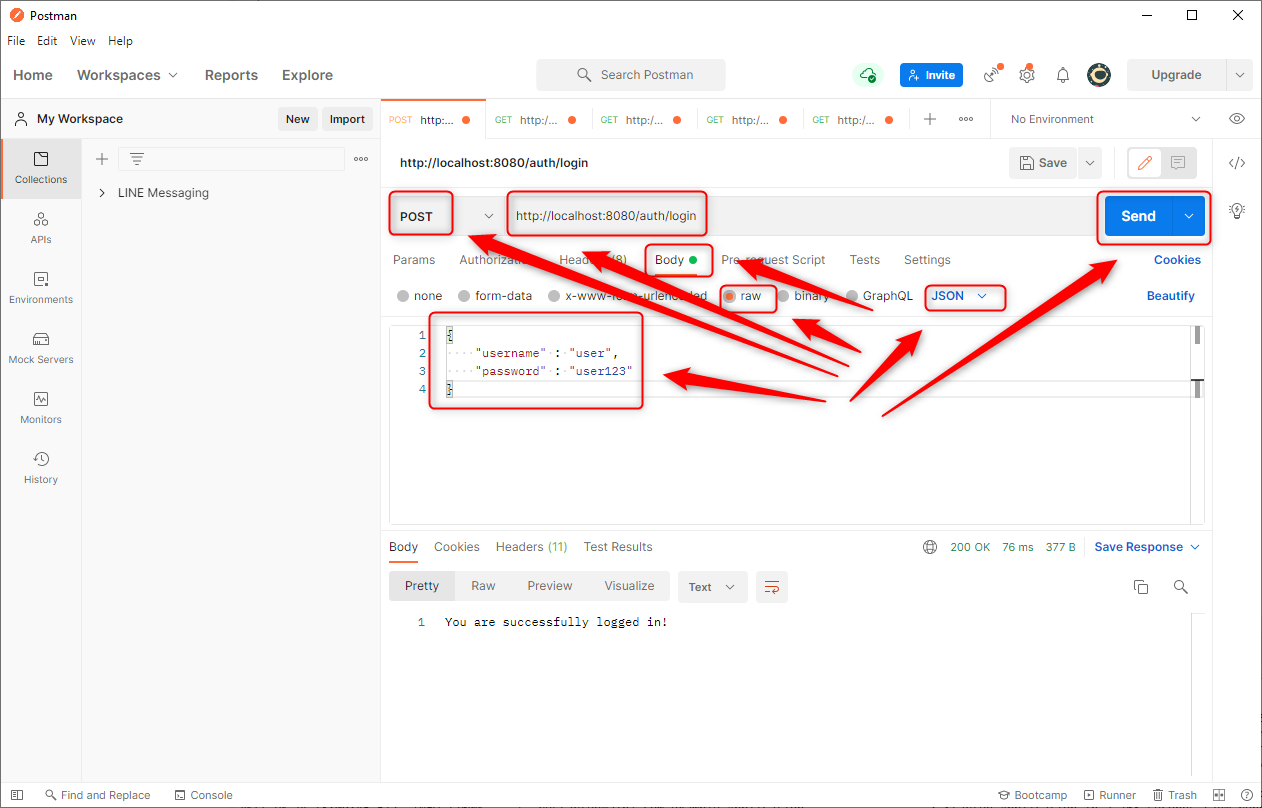 Postman
File Edit View Help
Home Workspaces Reports Explore Search Postman Invite Upgrade
My Workspace New Import POST http:... GET http:/... GET http:/... GET http:/... GET http:/... No Environment
http://localhost:8080/auth/login Save
Collections
LINE Messaging
POST http://localhost:8080/auth/login Send
APIs
Params Authorization Headers (8) Body Pre-request Script Tests Settings Cookies
none form-data x-www-form-urlencoded raw binary GraphQL JSON Beautify
Environments
1 {
2 "username" : "user",
3 "password" : "user123"
4 }
Mock Servers
Monitors
History
Body Cookies Headers (11) Test Results 200 OK 76 ms 377 B Save Response
Pretty Raw Preview Visualize Text
1 You are successfully logged in!
Find and Replace Console Bootcamp Runner Trash